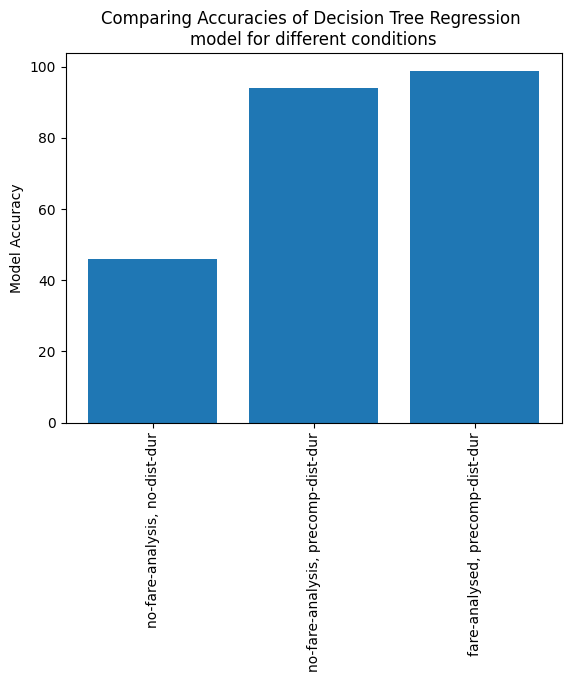 Comparing Accuracies of Decision Tree Regression
model for different conditions
Model Accuracy
100
80
60
40
20
0
no-fare-analysis, no-dist-dur
no-fare-analysis, precomp-dist-dur
fare-analysed, precomp-dist-dur